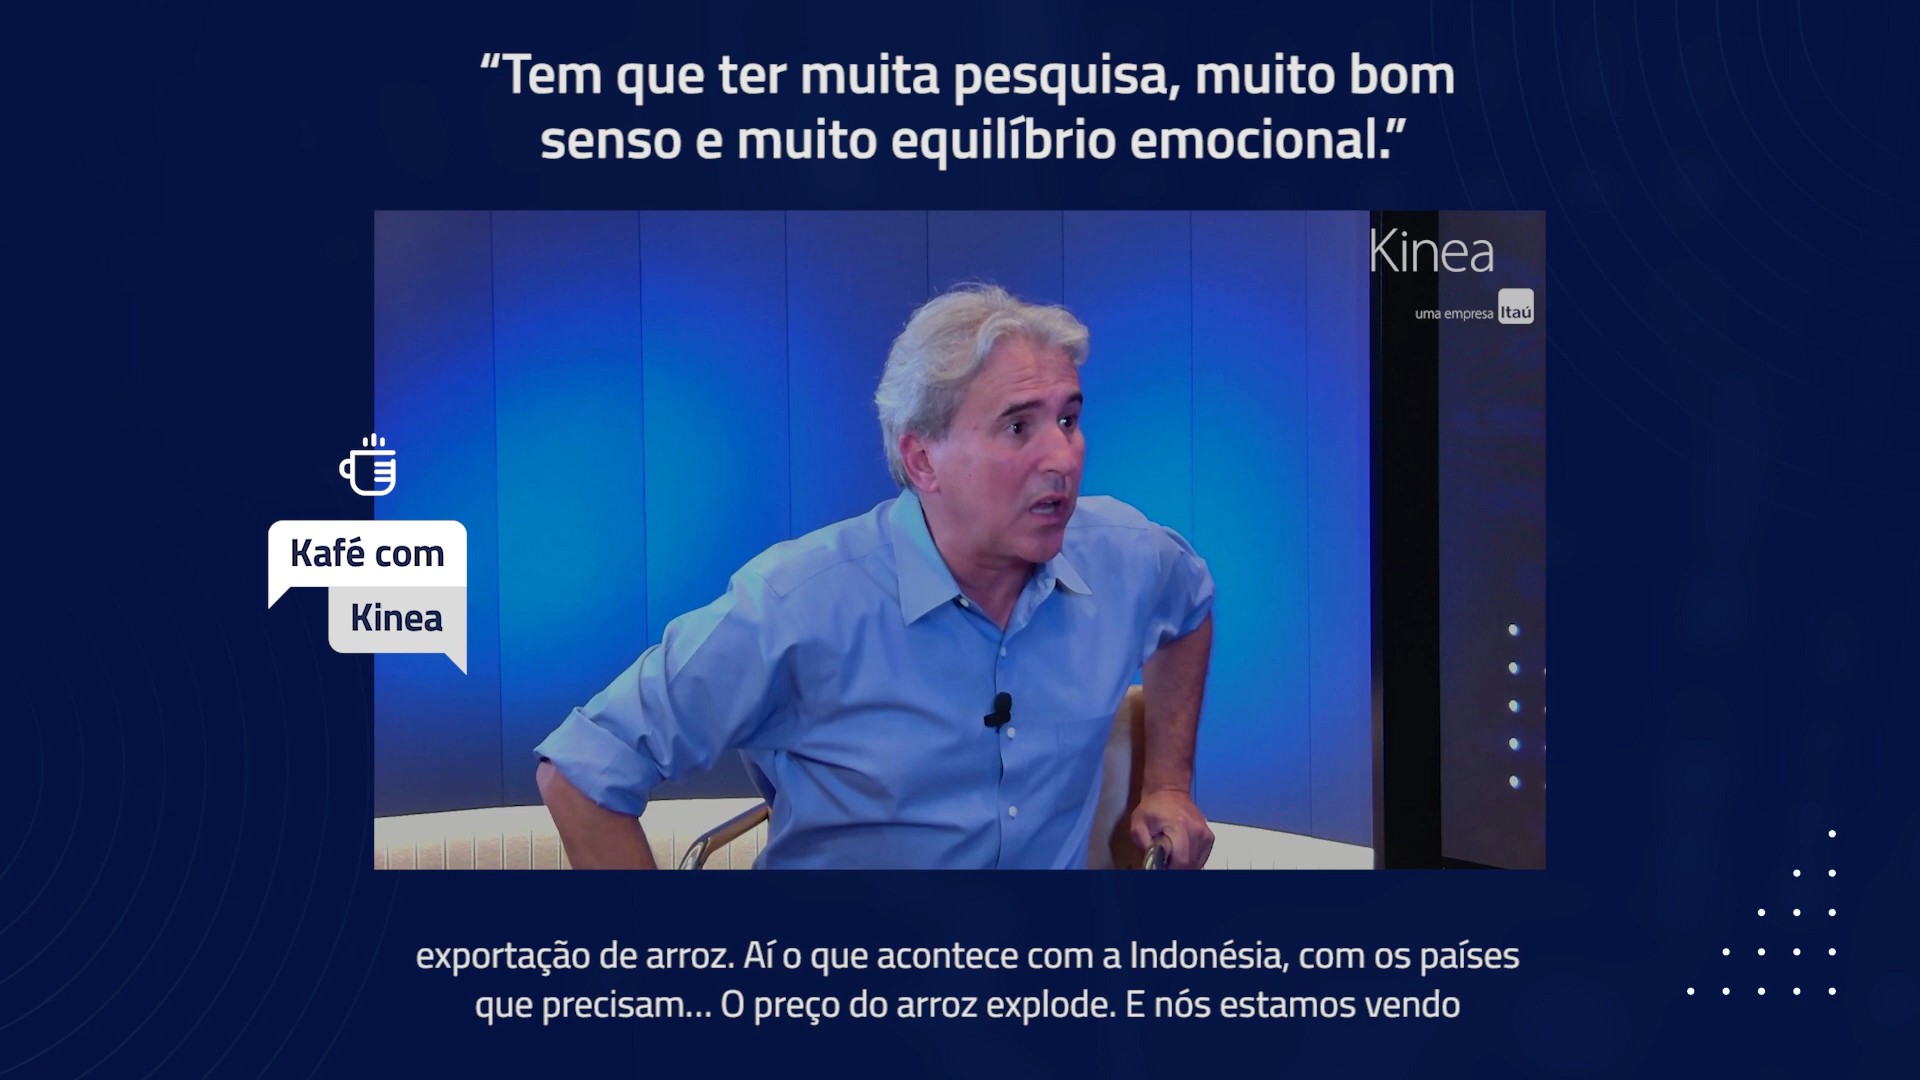 “Tem que ter muita pesquisa, muito bom
senso e muito equilíbrio emocional.”
Kinea
uma empresa Itaú
Kafé com
Kinea
exportação de arroz. Aí o que acontece com a Indonésia, com os países
que precisam... O preço do arroz explode. E nós estamos vendo